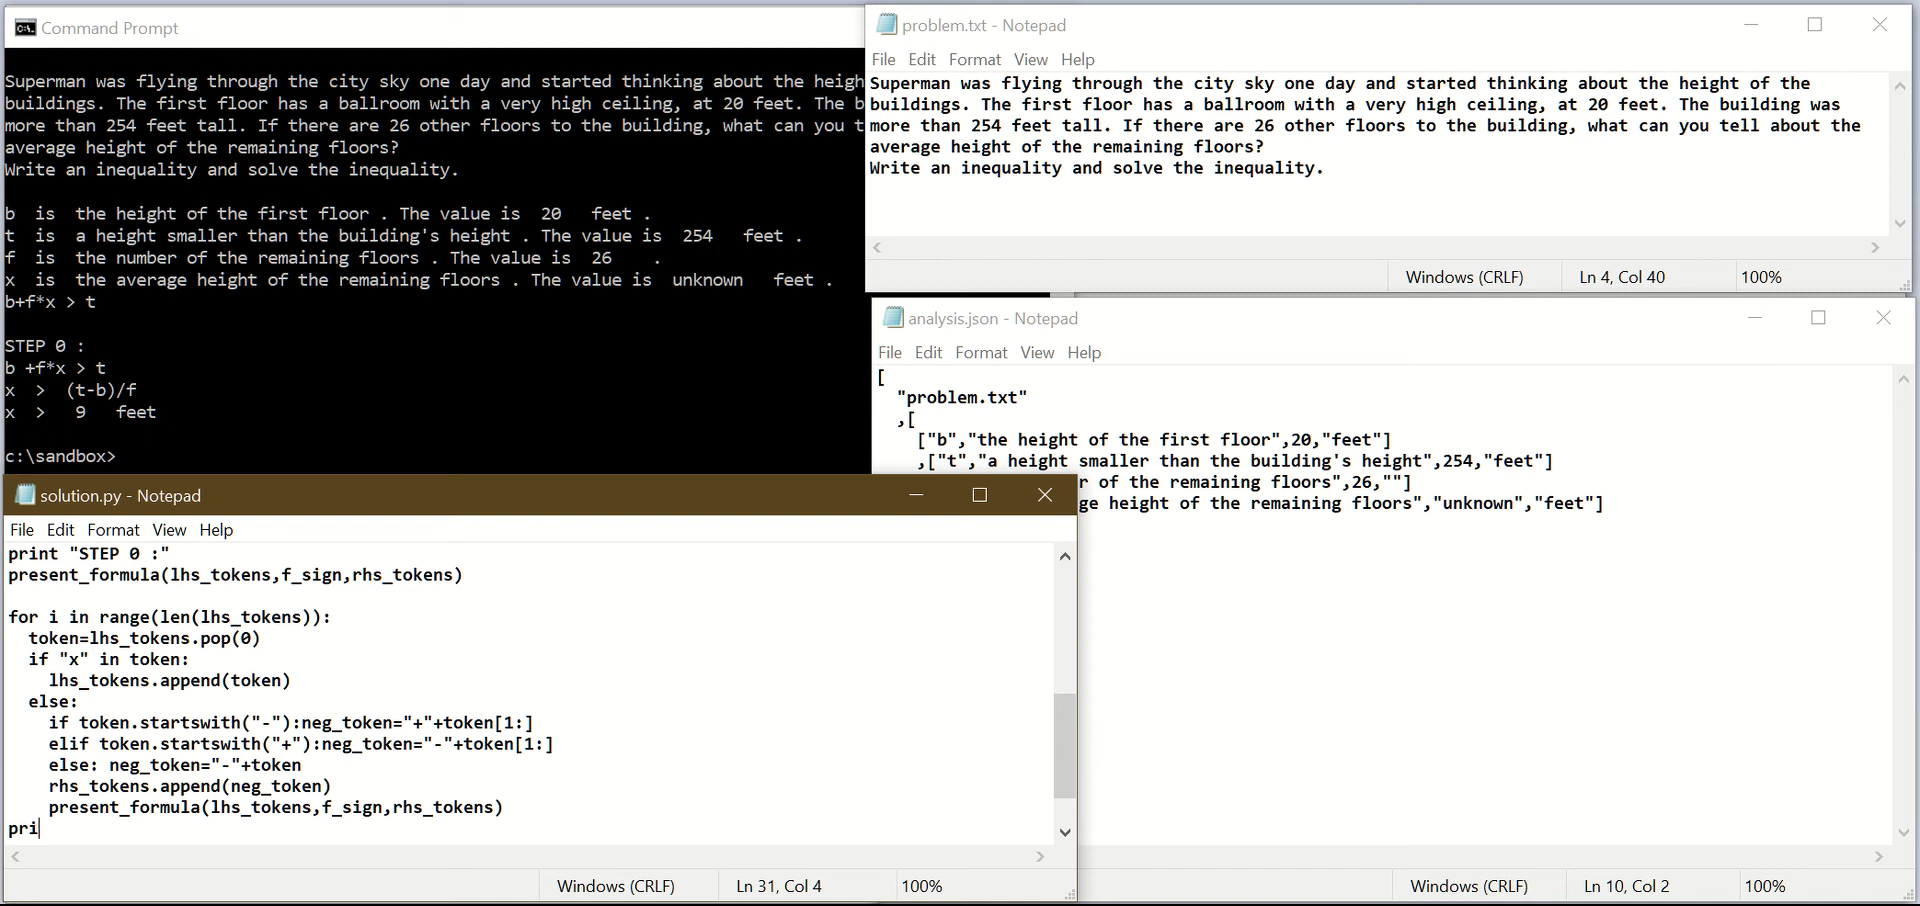 Command Prompt
Superman was flying through the city sky one day and started thinking about the heigh
buildings. The first floor has a ballroom with a very high ceiling, at 20 feet. The b
more than 254 feet tall. If there are 26 other floors to the building, what can you t
average height of the remaining floors?
Write an inequality and solve the inequality.
b  is  the height of the first floor . The value is  20   feet .
t  is  a height smaller than the building's height . The value is  254   feet .
f  is  the number of the remaining floors . The value is  26    .
x  is  the average height of the remaining floors . The value is  unknown   feet .
b+f*x > t
STEP 0 :
b +f*x > t
x  >  (t-b)/f
x  >   9   feet
c:\sandbox>
problem.txt - Notepad
File Edit Format View Help
Superman was flying through the city sky one day and started thinking about the height of the
buildings. The first floor has a ballroom with a very high ceiling, at 20 feet. The building was
more than 254 feet tall. If there are 26 other floors to the building, what can you tell about the
average height of the remaining floors?
Write an inequality and solve the inequality.
Windows (CRLF) Ln 4, Col 40 100%
analysis.json - Notepad
File Edit Format View Help
[
  "problem.txt"
  ,[
    ["b","the height of the first floor",20,"feet"]
    ,["t","a height smaller than the building's height",254,"feet"]
r of the remaining floors",26,""]
ge height of the remaining floors","unknown","feet"]
Windows (CRLF) Ln 10, Col 2 100%
solution.py - Notepad
File Edit Format View Help
print "STEP 0 :"
present_formula(lhs_tokens,f_sign,rhs_tokens)
for i in range(len(lhs_tokens)):
  token=lhs_tokens.pop(0)
  if "x" in token:
    lhs_tokens.append(token)
  else:
    if token.startswith("-"):neg_token="+"+token[1:]
    elif token.startswith("+"):neg_token="-"+token[1:]
    else: neg_token="-"+token
    rhs_tokens.append(neg_token)
    present_formula(lhs_tokens,f_sign,rhs_tokens)
pri
Windows (CRLF) Ln 31, Col 4 100%